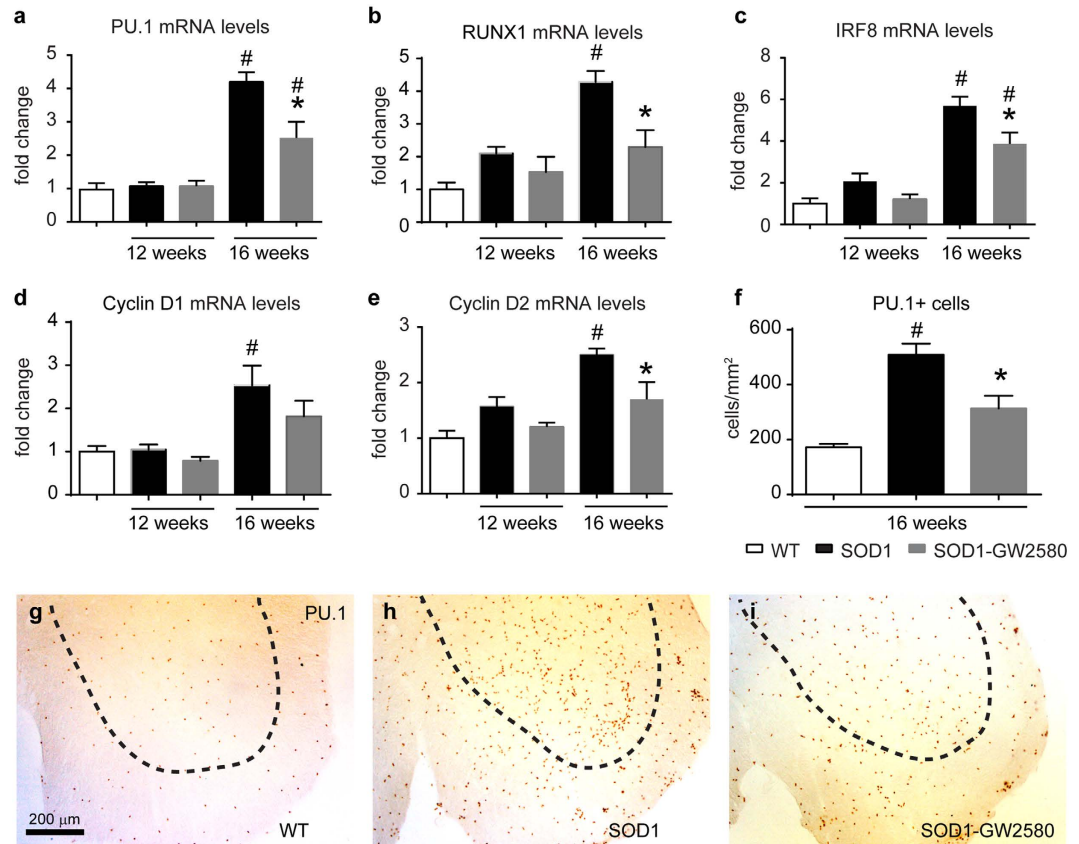 a
PU.1 mRNA levels
fold change
5
4
3
2
1
0
#
#
*
12 weeks
16 weeks
b
RUNX1 mRNA levels
fold change
5
4
3
2
1
0
#
*
12 weeks
16 weeks
c
IRF8 mRNA levels
fold change
8
6
4
2
0
#
#
*
12 weeks
16 weeks
d
Cyclin D1 mRNA levels
fold change
4
3
2
1
0
#
12 weeks
16 weeks
e
Cyclin D2 mRNA levels
fold change
3
2
1
0
#
*
12 weeks
16 weeks
f
PU.1+ cells
cells/mm²
600
400
200
0
#
*
16 weeks
WT SOD1 SOD1-GW2580
g
PU.1
200 µm
WT
h
SOD1
i
SOD1-GW2580